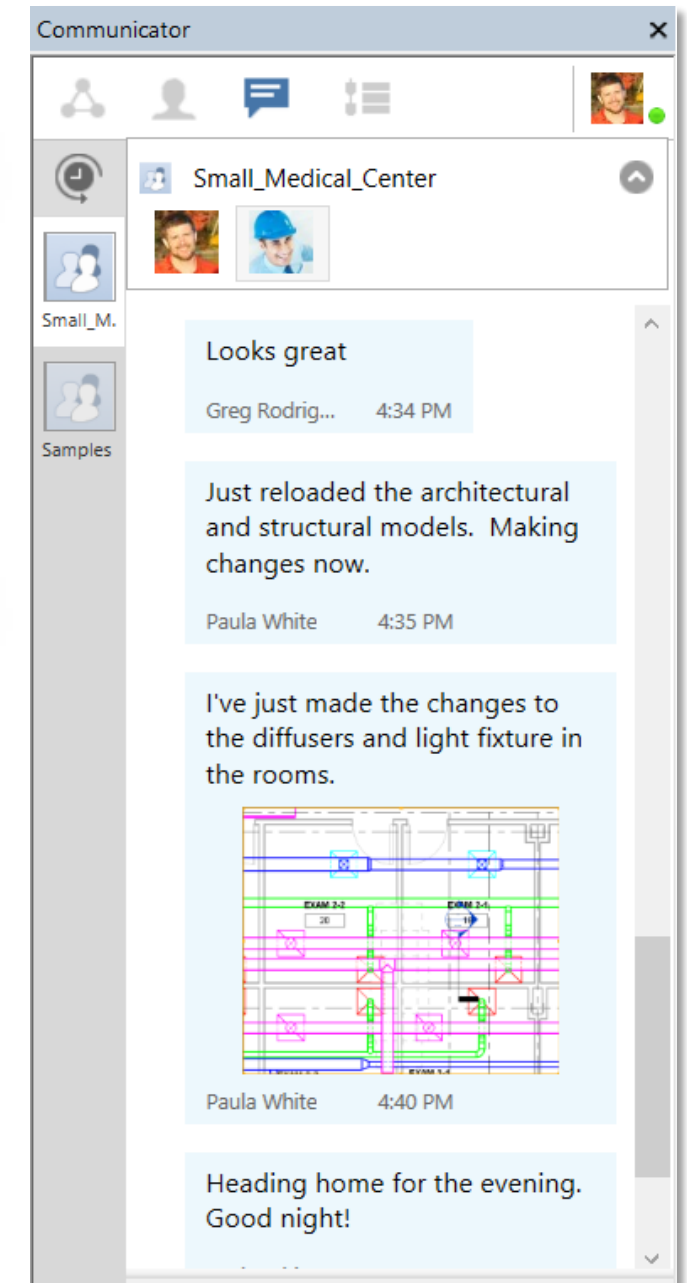 Communicator
Small_Medical_Center
Small_M.
Samples
Looks great
Greg Rodrig... 4:34 PM
Just reloaded the architectural
and structural models.  Making
changes now.
Paula White 4:35 PM
I've just made the changes to
the diffusers and light fixture in
the rooms.
EXAM 2-2
20
EXAM 2-1
Paula White 4:40 PM
Heading home for the evening.
Good night!